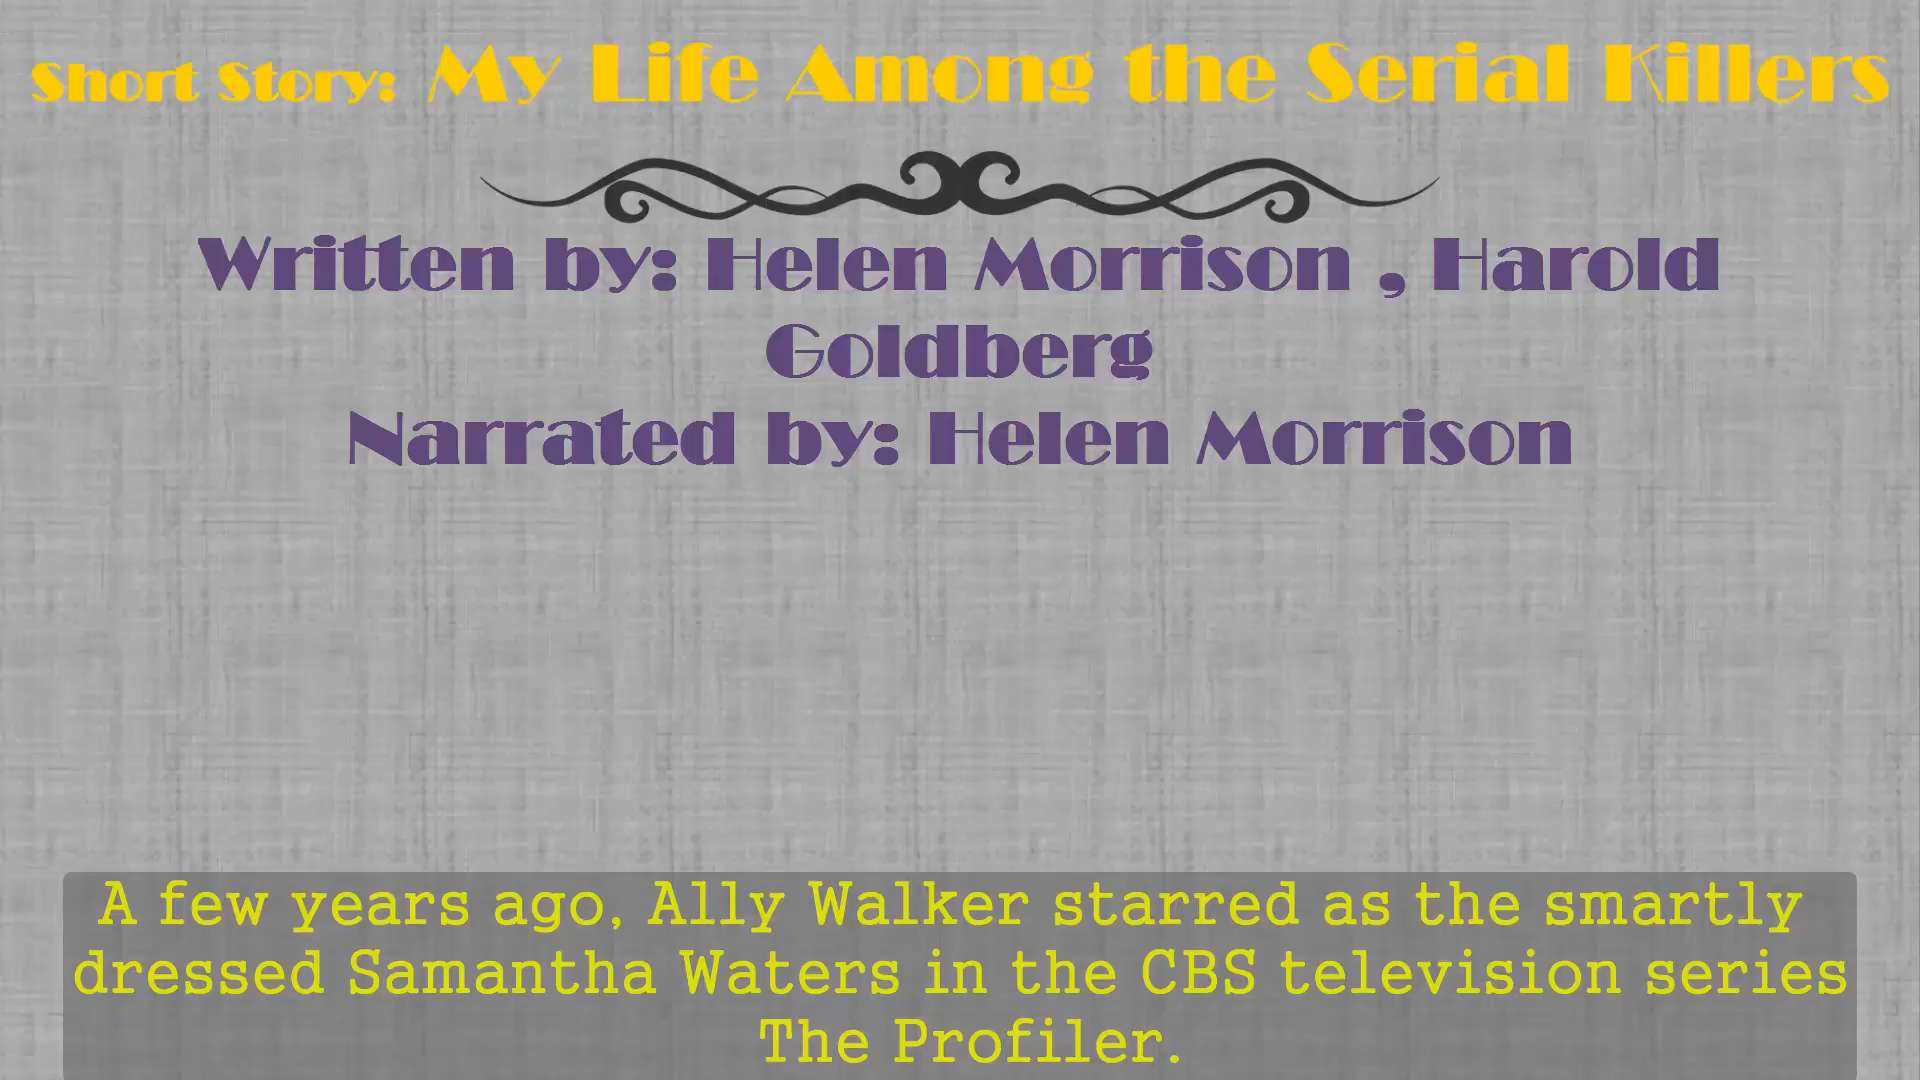 Short Story: My Life Among the Serial Killers
Written by: Helen Morrison , Harold
Goldberg
Narrated by: Helen Morrison
A few years ago, Ally Walker starred as the smartly
dressed Samantha Waters in the CBS television series
The Profiler.